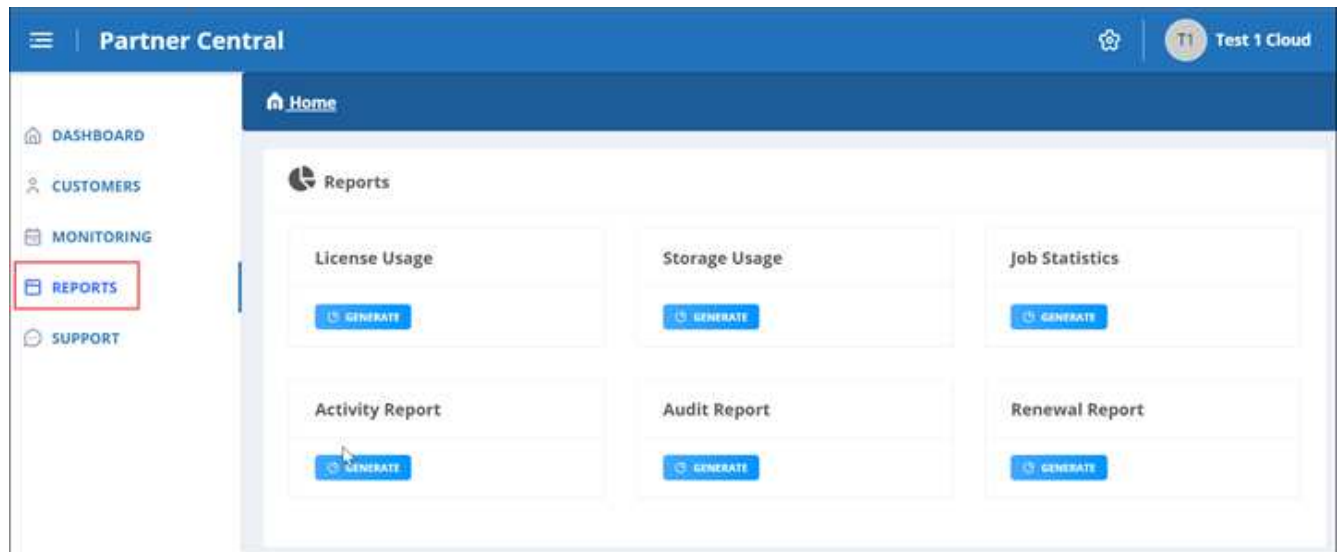 Partner Central
T1 Test 1 Cloud
Home
DASHBOARD
CUSTOMERS
MONITORING
REPORTS
SUPPORT
Reports
License Usage
Storage Usage
Job Statistics
GENERATE
GENERATE
GENERATE
Activity Report
Audit Report
Renewal Report
GENERATE
GENERATE
GENERATE